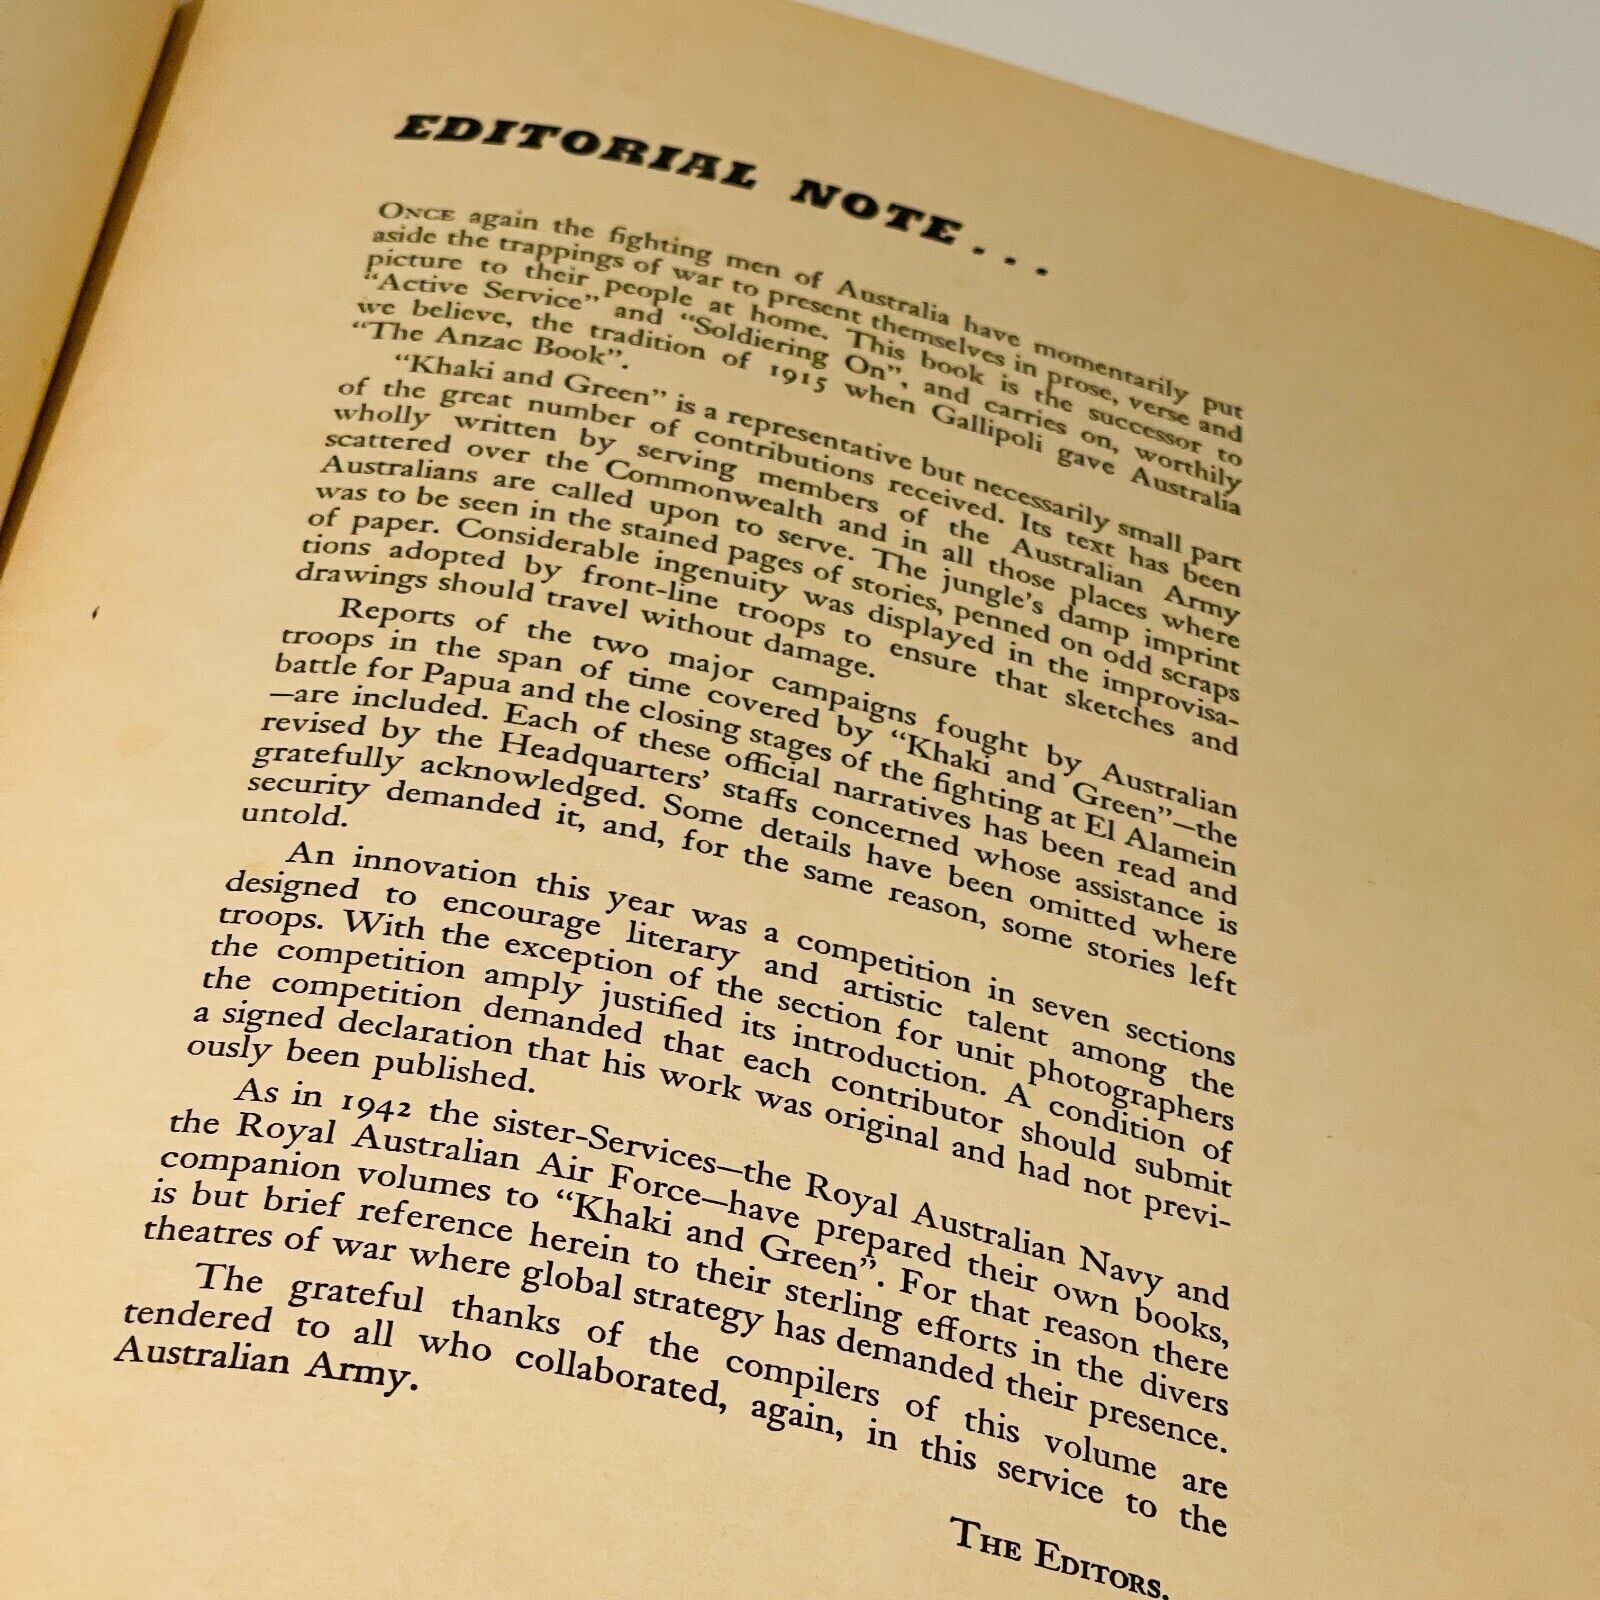 EDITORIAL NOTE...
ONCE again the fighting men of Australia have momentarily put
aside the trappings of war to present themselves in prose, verse and
picture to their people at home. This book is the successor to
“Active Service” and “Soldiering On”, and carries on, worthily
we believe, the tradition of 1915 when Gallipoli gave Australia
“The Anzac Book”.
“Khaki and Green” is a representative but necessarily small part
of the great number of contributions received. Its text has been
wholly written by serving members of the Australian Army
scattered over the Commonwealth and in all those places where
Australians are called upon to serve. The jungle’s damp imprint
was to be seen in the stained pages of stories, penned on odd scraps
of paper. Considerable ingenuity was displayed in the improvisa-
tions adopted by front-line troops to ensure that sketches and
drawings should travel without damage.
Reports of the two major campaigns fought by Australian
troops in the span of time covered by “Khaki and Green”—the
battle for Papua and the closing stages of the fighting at El Alamein
—are included. Each of these official narratives has been read and
revised by the Headquarters’ staffs concerned whose assistance is
gratefully acknowledged. Some details have been omitted where
security demanded it, and, for the same reason, some stories left
untold.
An innovation this year was a competition in seven sections
designed to encourage literary and artistic talent among the
troops. With the exception of the section for unit photographers
the competition amply justified its introduction. A condition of
the competition demanded that each contributor should submit
a signed declaration that his work was original and had not previ-
ously been published.
As in 1942 the sister-Services—the Royal Australian Navy and
the Royal Australian Air Force—have prepared their own books,
companion volumes to “Khaki and Green”. For that reason there
is but brief reference herein to their sterling efforts in the divers
theatres of war where global strategy has demanded their presence.
The grateful thanks of the compilers of this volume are
tendered to all who collaborated, again, in this service to the
Australian Army.
THE EDITORS.